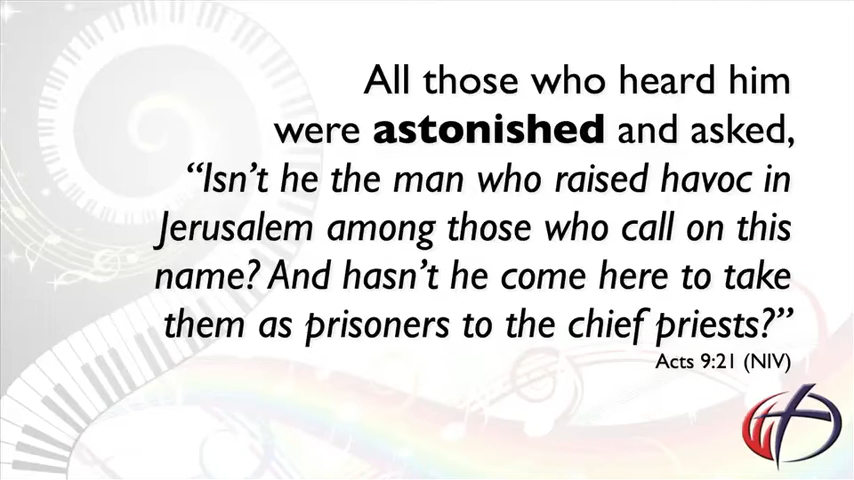 All those who heard him
were astonished and asked,
“Isn’t he the man who raised havoc in
Jerusalem among those who call on this
name? And hasn’t he come here to take
them as prisoners to the chief priests?”
Acts 9:21 (NIV)